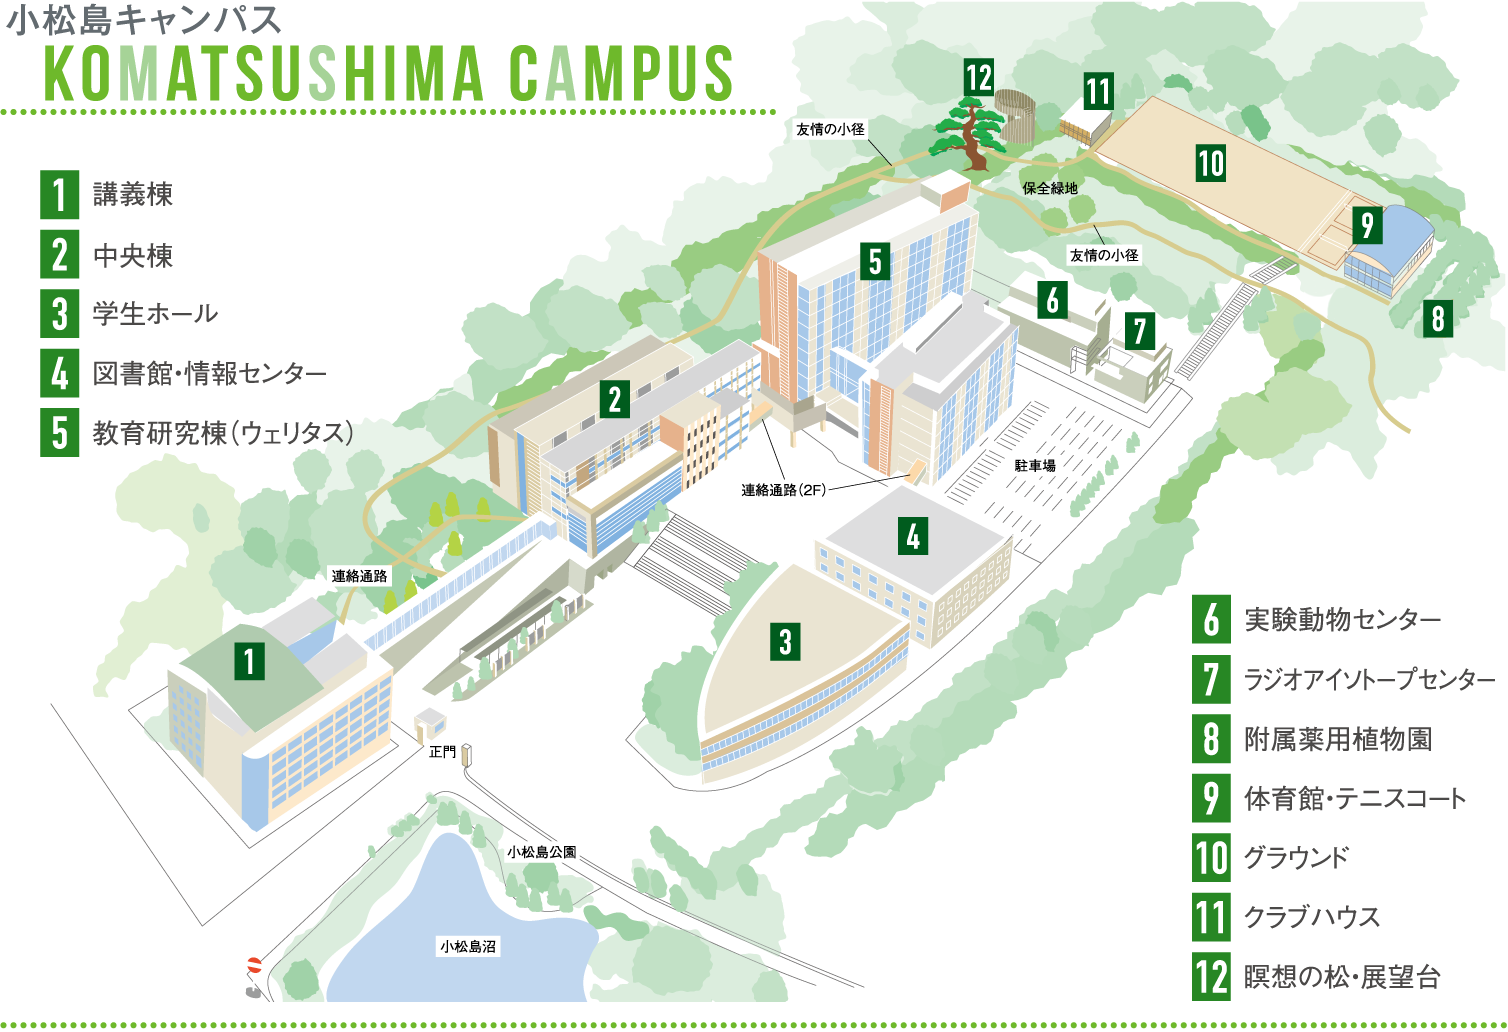 小松島キャンパス
KOMATSUSHIMA CAMPUS
1 講義棟
2 中央棟
3 学生ホール
4 図書館・情報センター
5 教育研究棟(ウェリタス)
12
11
友情の小径
10
保全緑地
9
友情の小径
5
6
7
8
2
駐車場
連絡通路(2F)
4
連絡通路
3
1
正門
小松島公園
小松島沼
6 実験動物センター
7 ラジオアイソトープセンター
8 附属薬用植物園
9 体育館・テニスコート
10 グラウンド
11 クラブハウス
12 瞑想の松・展望台